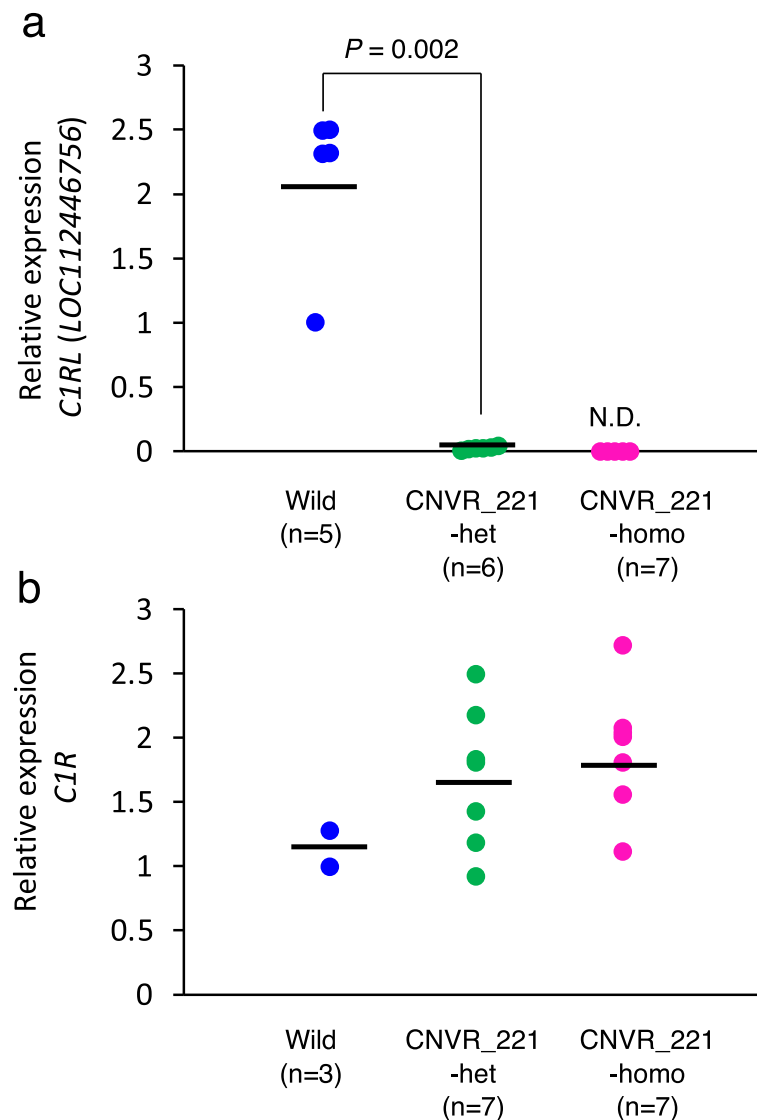 a
P = 0.002
Relative expression
C1RL (LOC112446756)
3
2.5
2
1.5
1
0.5
0
N.D.
Wild
(n=5)
CNVR_221
-het
(n=6)
CNVR_221
-homo
(n=7)
b
Relative expression
C1R
3
2.5
2
1.5
1
0.5
0
Wild
(n=3)
CNVR_221
-het
(n=7)
CNVR_221
-homo
(n=7)